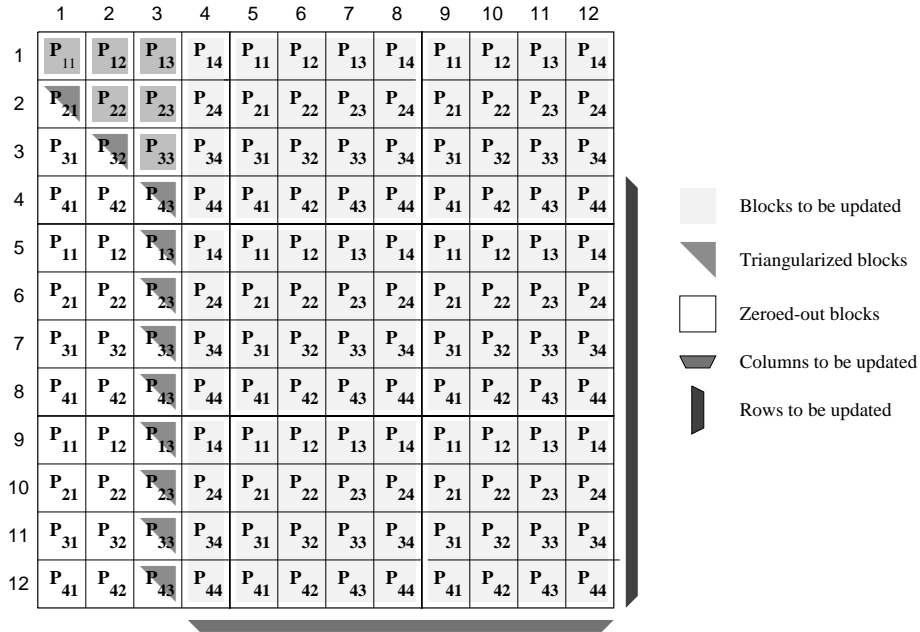 1 2 3 4 5 6 7 8 9 10 11 12
1 P11 P12 P13 P14 P11 P12 P13 P14 P11 P12 P13 P14
2 P21 P22 P23 P24 P21 P22 P23 P24 P21 P22 P23 P24
3 P31 P32 P33 P34 P31 P32 P33 P34 P31 P32 P33 P34
4 P41 P42 P43 P44 P41 P42 P43 P44 P41 P42 P43 P44
5 P11 P12 P13 P14 P11 P12 P13 P14 P11 P12 P13 P14
6 P21 P22 P23 P24 P21 P22 P23 P24 P21 P22 P23 P24
7 P31 P32 P33 P34 P31 P32 P33 P34 P31 P32 P33 P34
8 P41 P42 P43 P44 P41 P42 P43 P44 P41 P42 P43 P44
9 P11 P12 P13 P14 P11 P12 P13 P14 P11 P12 P13 P14
10 P21 P22 P23 P24 P21 P22 P23 P24 P21 P22 P23 P24
11 P31 P32 P33 P34 P31 P32 P33 P34 P31 P32 P33 P34
12 P41 P42 P43 P44 P41 P42 P43 P44 P41 P42 P43 P44
Blocks to be updated
Triangularized blocks
Zeroed-out blocks
Columns to be updated
Rows to be updated